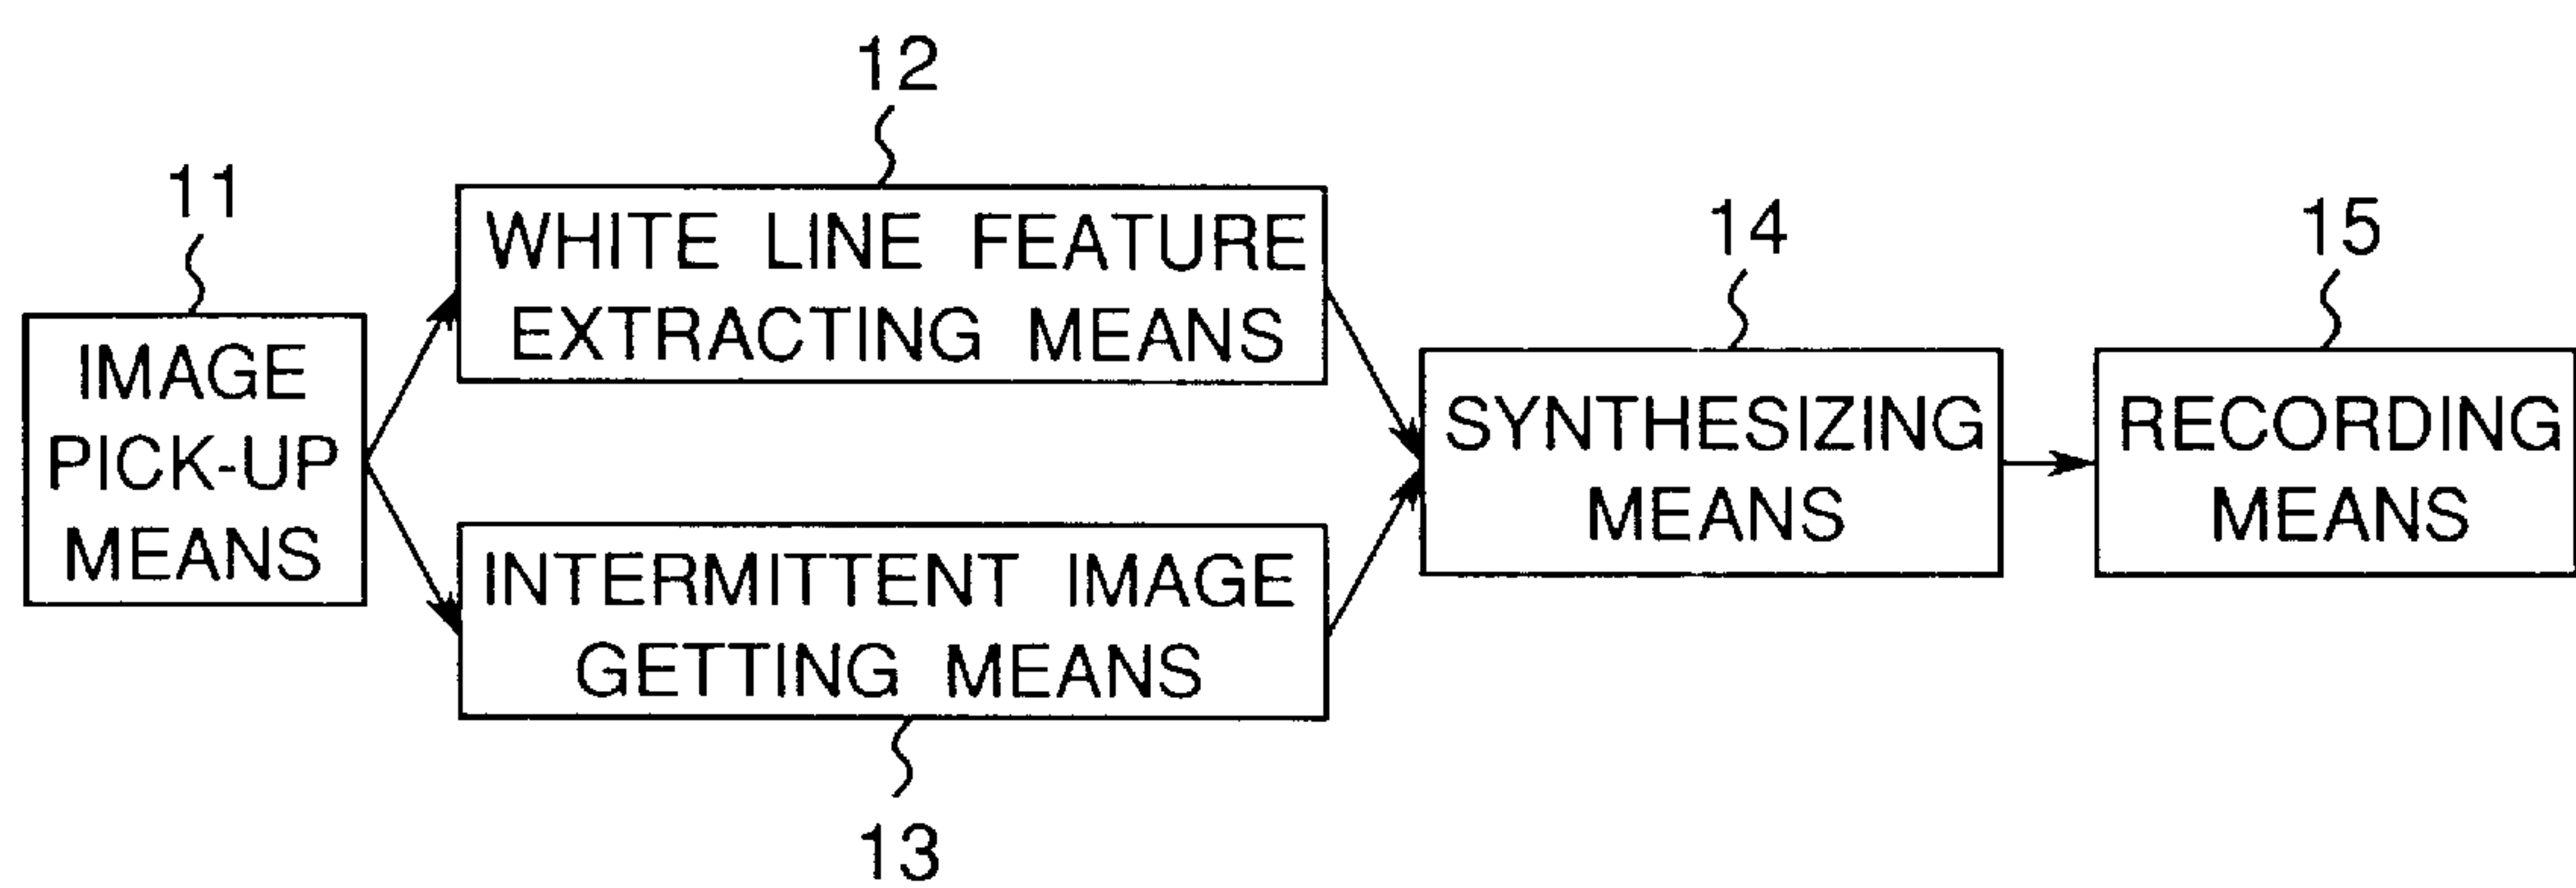 11
IMAGE
PICK-UP
MEANS
12
WHITE LINE FEATURE
EXTRACTING MEANS
INTERMITTENT IMAGE
GETTING MEANS
13
14
SYNTHESIZING
MEANS
15
RECORDING
MEANS